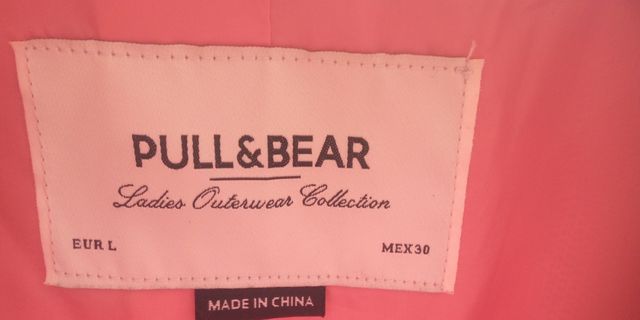 PULL&BEAR
Ladies Outerwear Collection
EUR L MEX30
MADE IN CHINA